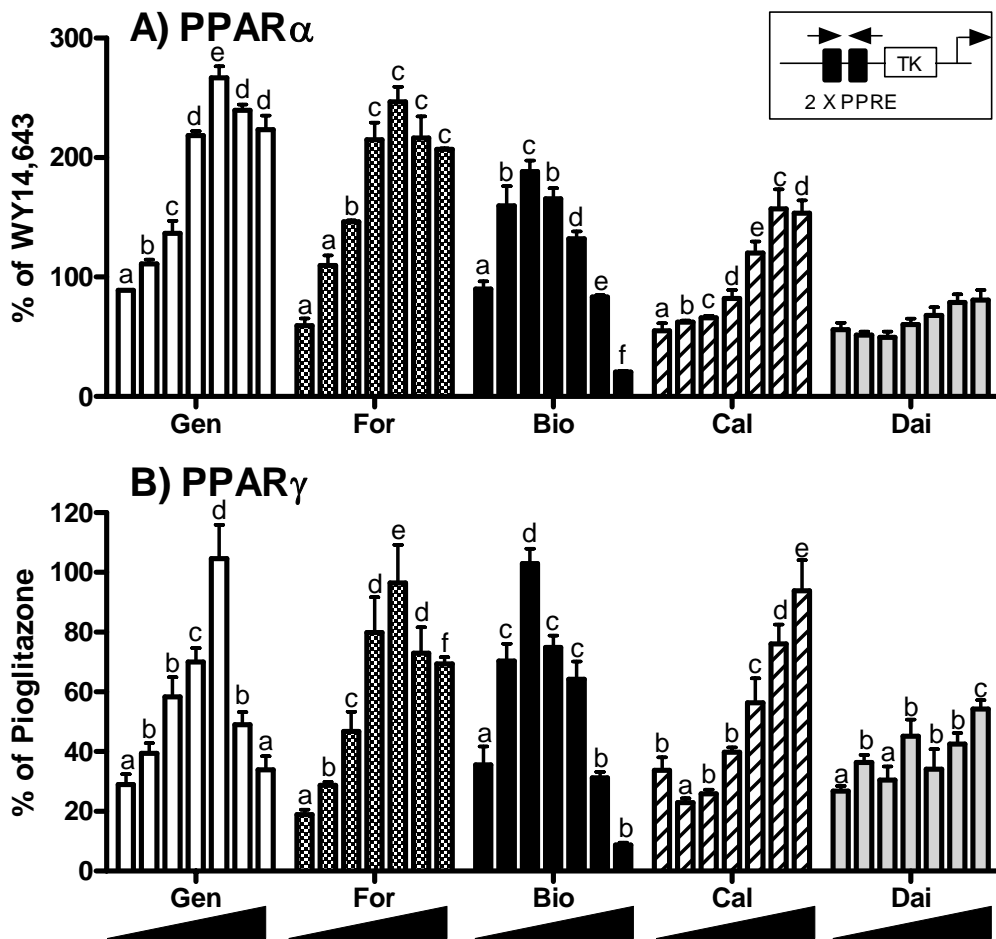 A) PPARα
% of WY14,643
300
200
100
0
a b c d e d d
a b c c c c c
a b c b d e f
a b c d e c d
TK
2 X PPRE
Gen For Bio Cal Dai
B) PPARγ
% of Pioglitazone
120
100
80
60
40
20
0
a b b c d b a
a b c d e d f
a c d c c b b
b a b b c d e
a b a b b b c
Gen For Bio Cal Dai